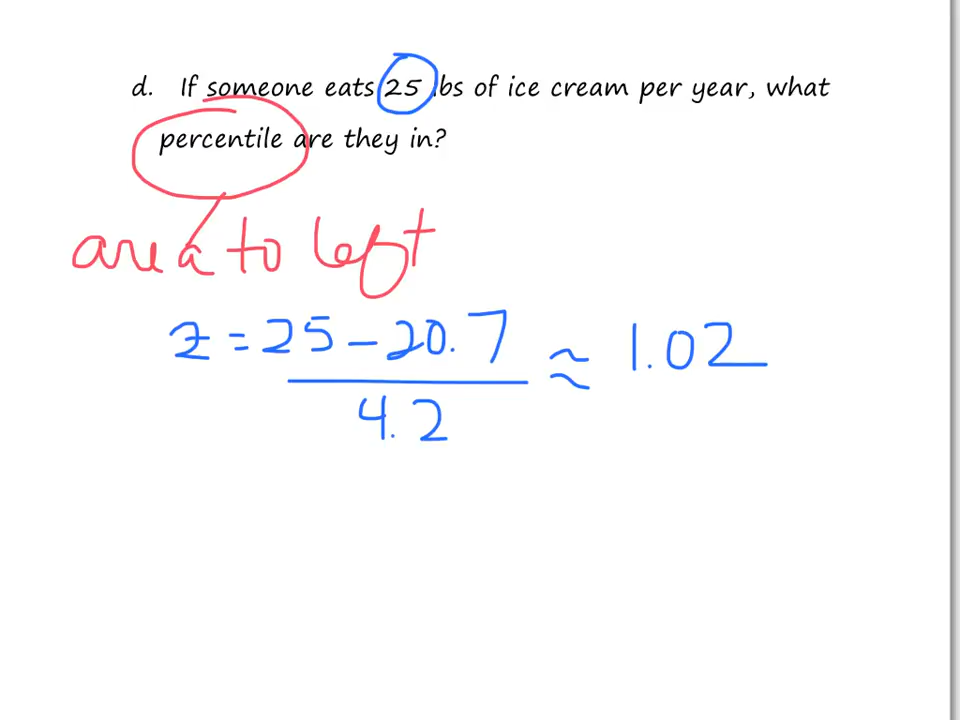 d. If someone eats 25 lbs of ice cream per year, what
percentile are they in?
area to left
z = 25 - 20.7 ≈ 1.02
4.2